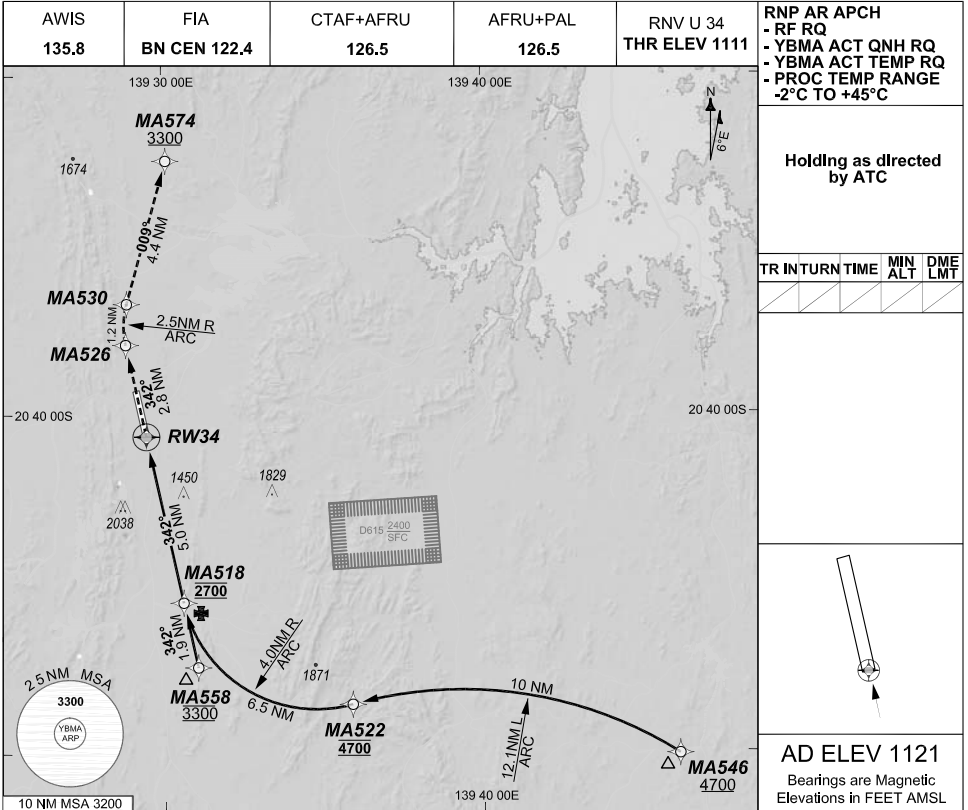 AWIS
135.8
FIA
BN CEN 122.4
CTAF+AFRU
126.5
AFRU+PAL
126.5
RNV U 34
THR ELEV 1111
RNP AR APCH
- RF RQ
- YBMA ACT QNH RQ
- YBMA ACT TEMP RQ
- PROC TEMP RANGE
-2°C TO +45°C
Holding as directed
by ATC
TR IN TURN TIME MIN ALT DME LMT
139 30 00E
139 40 00E
N
6°E
MA574
3300
1674
009°
4.4 NM
MA530
1.2 NM
2.5NM R
ARC
MA526
342°
2.8 NM
20 40 00S
20 40 00S
RW34
1450
1829
2038
342°
5.0 NM
D615 2400
SFC
MA518
2700
342°
1.9 NM
4.0NM R
ARC
1871
MA558
3300
6.5 NM
10 NM
MA522
4700
12.1NM L
ARC
MA546
4700
25 NM MSA
3300
YBMA
ARP
10 NM MSA 3200
139 40 00E
AD ELEV 1121
Bearings are Magnetic
Elevations in FEET AMSL